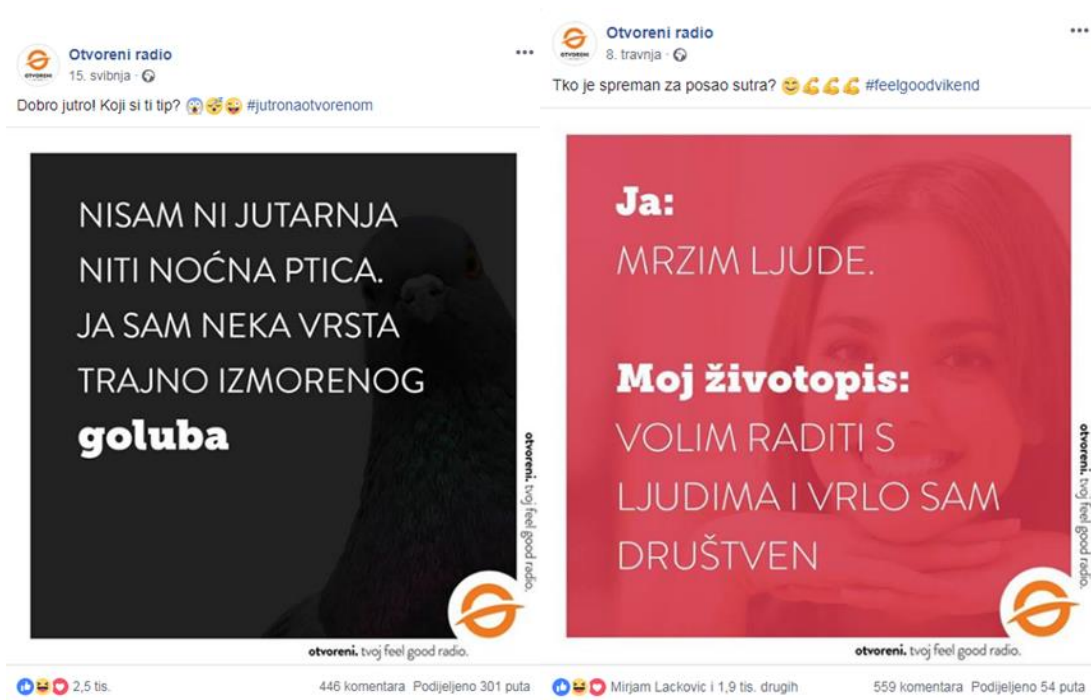 Otvoreni radio
15. svibnja
Dobro jutro! Koji si ti tip? 😱😴😜 #jutronaotvorenom
NISAM NI JUTARNJA
NITI NOĆNA PTICA.
JA SAM NEKA VRSTA
TRAJNO IZMORENOG
goluba
otvoreni. tvoj feel good radio.
otvoreni. tvoj feel good radio.
2,5 tis.
446 komentara Podijeljeno 301 puta
Otvoreni radio
8. travnja
Tko je spreman za posao sutra? 😊💪💪💪 #feelgoodvikend
Ja:
MRZIM LJUDE.
Moj životopis:
VOLIM RADITI S
LJUDIMA I VRLO SAM
DRUŠTVEN
otvoreni. tvoj feel good radio.
otvoreni. tvoj feel good radio.
Mirjam Lackovic i 1,9 tis. drugih
559 komentara Podijeljeno 54 puta